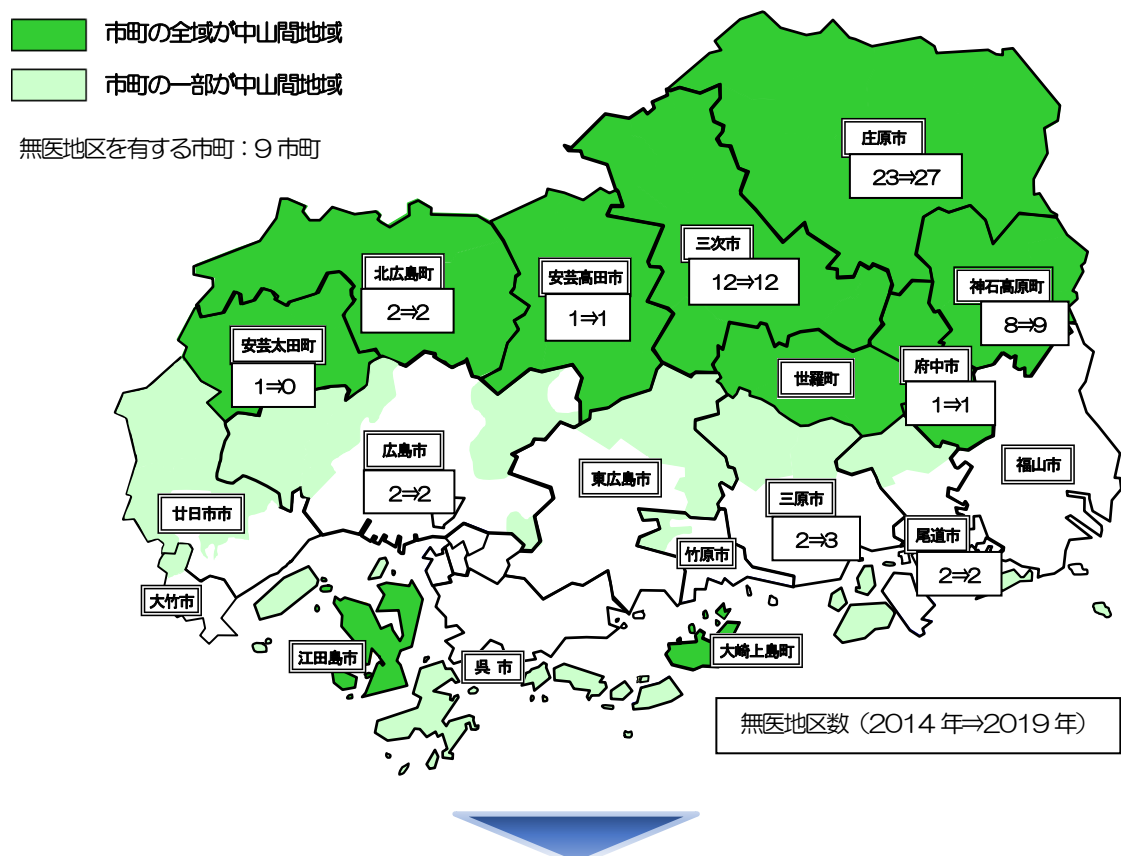 市町の全域が中山間地域
市町の一部が中山間地域
無医地区を有する市町：9 市町
庄原市
23⇒27
三次市
12⇒12
北広島町
2⇒2
安芸高田市
1⇒1
神石高原町
8⇒9
安芸太田町
1⇒0
世羅町
府中市
1⇒1
広島市
2⇒2
東広島市
福山市
三原市
2⇒3
廿日市市
尾道市
2⇒2
竹原市
大竹市
江田島市
呉 市
大崎上島町
無医地区数（2014 年⇒2019 年）